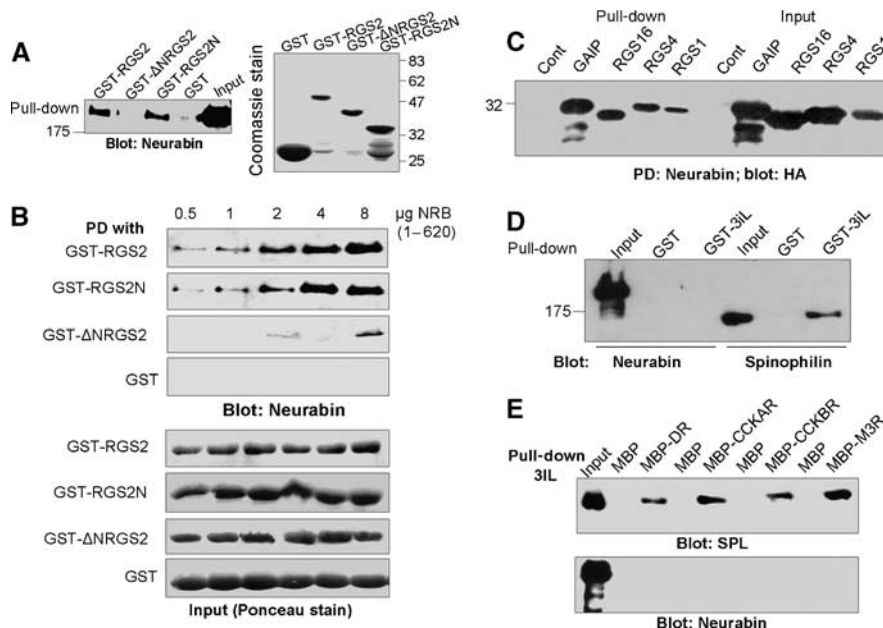 A
GST-RGS2
GST-ΔNRGS2
GST-RGS2N
GST
Input
Pull-down
175
Blot: Neurabin
Coomassie stain
GST
GST-RGS2
GST-ΔNRGS2
GST-RGS2N
83
62
47
32
25
B
PD with
0.5 1 2 4 8 µg NRB
(1–620)
GST-RGS2
GST-RGS2N
GST-ΔNRGS2
GST
Blot: Neurabin
GST-RGS2
GST-RGS2N
GST-ΔNRGS2
GST
Input (Ponceau stain)
C
Pull-down Input
Cont GAIP RGS16 RGS4 RGS1 Cont GAIP RGS16 RGS4 RGS1
32
PD: Neurabin; blot: HA
D
Pull-down
Input GST GST-3iL Input GST GST-3iL
175
Blot: Neurabin Spinophilin
E
Pull-down
3IL
Input MBP MBP-DR MBP MBP-CCKAR MBP MBP-CCKBR MBP MBP-M3R
Blot: SPL
Blot: Neurabin